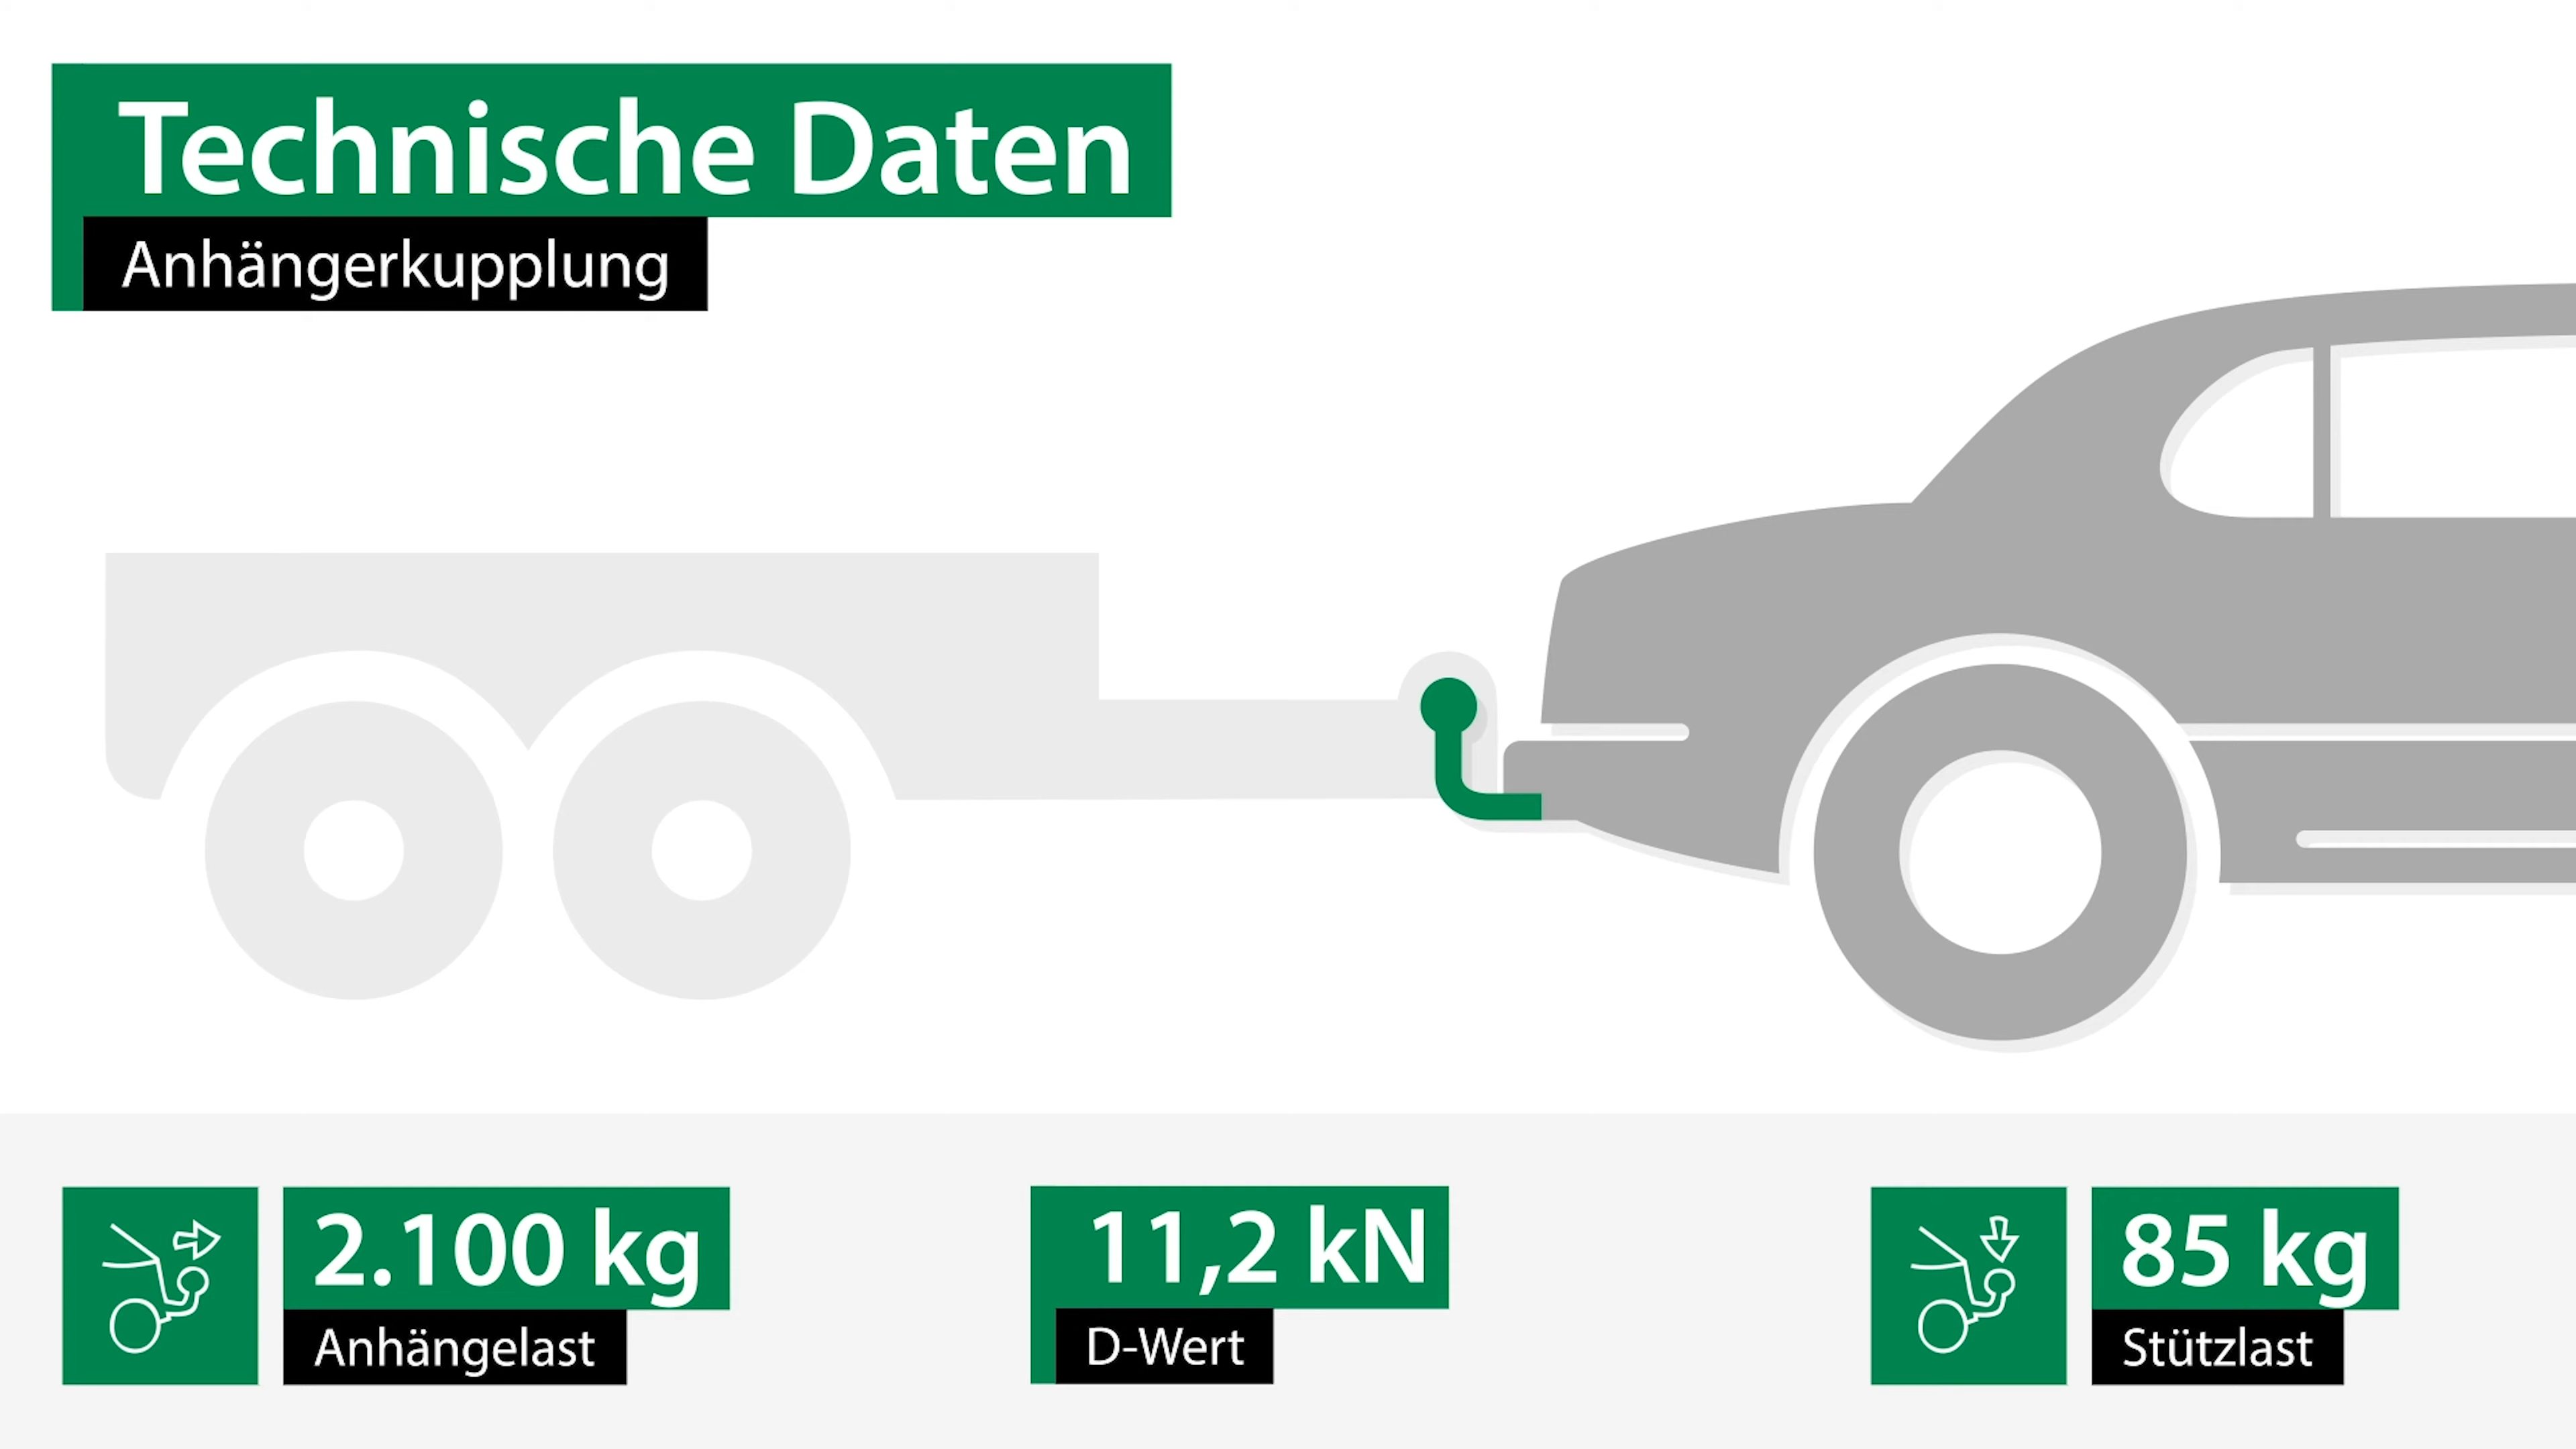 Technische Daten
Anhängerkupplung
2.100 kg
Anhängelast
11,2 kN
D-Wert
85 kg
Stützlast